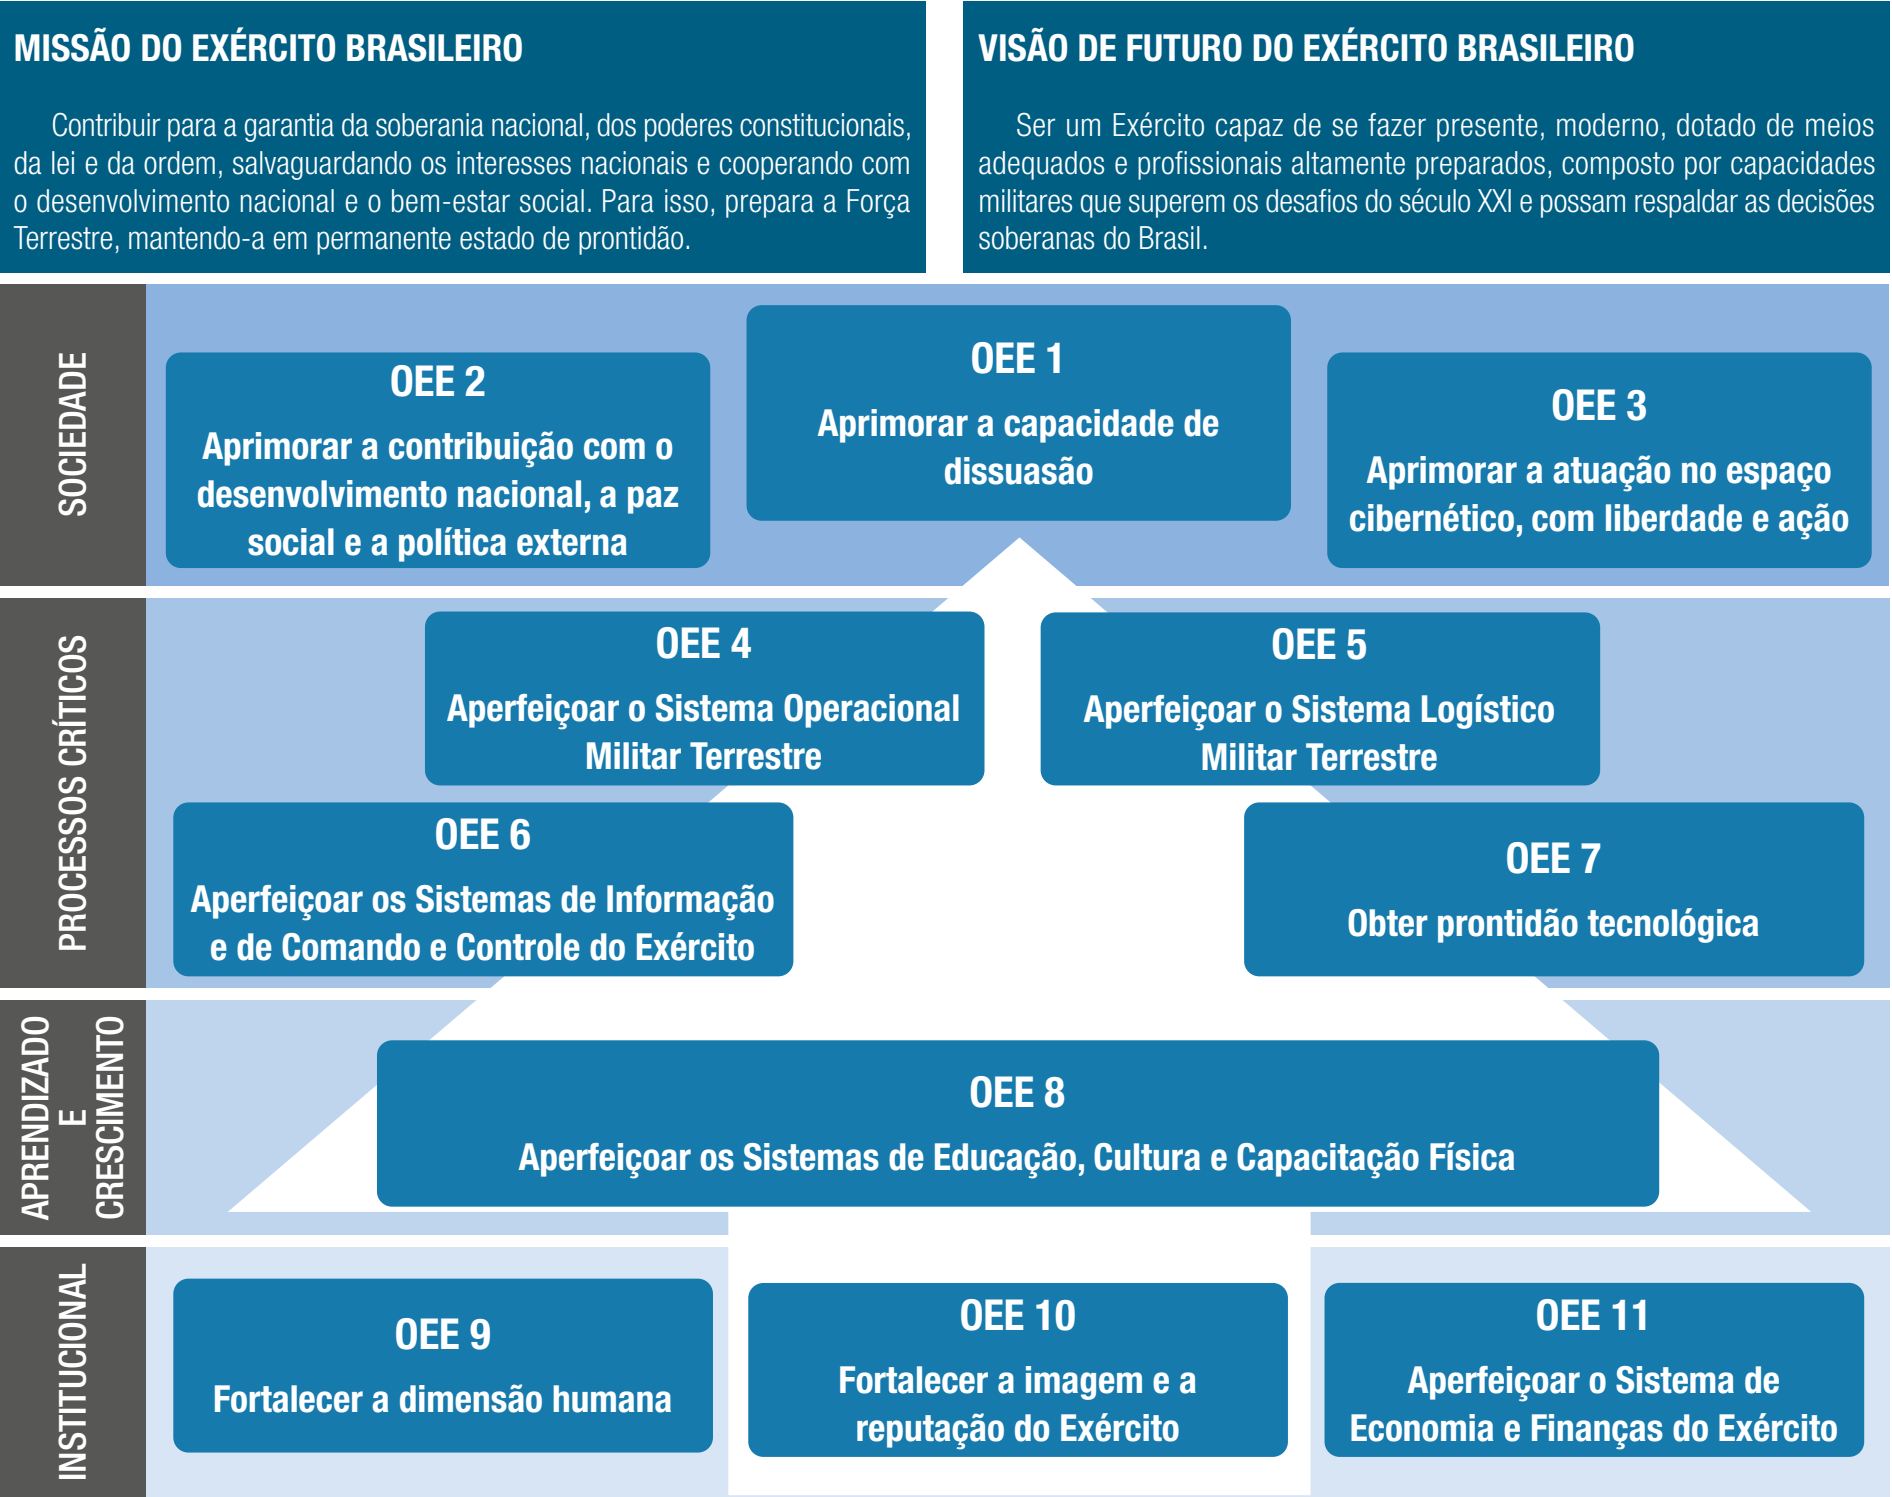 MISSÃO DO EXÉRCITO BRASILEIRO
Contribuir para a garantia da soberania nacional, dos poderes constitucionais,
da lei e da ordem, salvaguardando os interesses nacionais e cooperando com
o desenvolvimento nacional e o bem-estar social. Para isso, prepara a Força
Terrestre, mantendo-a em permanente estado de prontidão.
VISÃO DE FUTURO DO EXÉRCITO BRASILEIRO
Ser um Exército capaz de se fazer presente, moderno, dotado de meios
adequados e profissionais altamente preparados, composto por capacidades
militares que superem os desafios do século XXI e possam respaldar as decisões
soberanas do Brasil.
SOCIEDADE
OEE 2
Aprimorar a contribuição com o
desenvolvimento nacional, a paz
social e a política externa
OEE 1
Aprimorar a capacidade de
dissuasão
OEE 3
Aprimorar a atuação no espaço
cibernético, com liberdade e ação
PROCESSOS CRÍTICOS
OEE 4
Aperfeiçoar o Sistema Operacional
Militar Terrestre
OEE 5
Aperfeiçoar o Sistema Logístico
Militar Terrestre
OEE 6
Aperfeiçoar os Sistemas de Informação
e de Comando e Controle do Exército
OEE 7
Obter prontidão tecnológica
APRENDIZADO
E
CRESCIMENTO
OEE 8
Aperfeiçoar os Sistemas de Educação, Cultura e Capacitação Física
INSTITUCIONAL
OEE 9
Fortalecer a dimensão humana
OEE 10
Fortalecer a imagem e a
reputação do Exército
OEE 11
Aperfeiçoar o Sistema de
Economia e Finanças do Exército